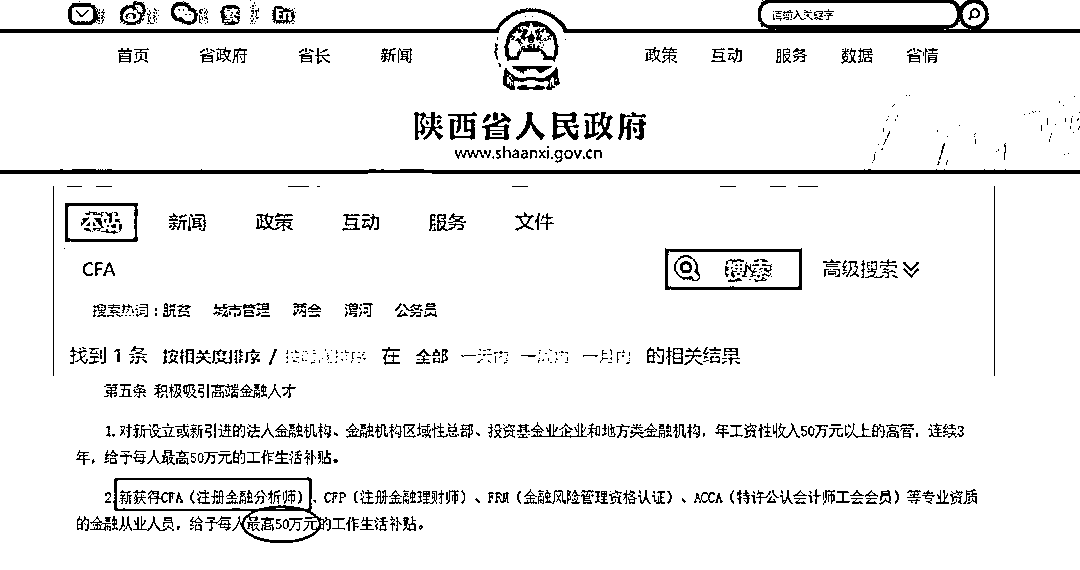 繁 En 请输入关键字
首页 省政府 省长 新闻 政策 互动 服务 数据 省情
陕西省人民政府
www.shaanxi.gov.cn
本站 新闻 政策 互动 服务 文件
CFA 搜索 高级搜索
搜索热词：脱贫 城市管理 两会 渭河 公务员
找到 1 条 按相关度排序 / 按时间排序 在 全部 一天内 一周内 一月内 的相关结果
第五条 积极吸引高端金融人才
1.对新设立或新引进的法人金融机构、金融机构区域性总部、投资基金业企业和地方类金融机构，年工资性收入50万元以上的高管，连续3
年，给予每人最高50万元的工作生活补贴。
2.新获得CFA（注册金融分析师）、CFP（注册金融理财师）、FRM（金融风险管理资格认证）、ACCA（特许公认会计师工会会员）等专业资质
的金融从业人员，给予每人最高50万元的工作生活补贴。